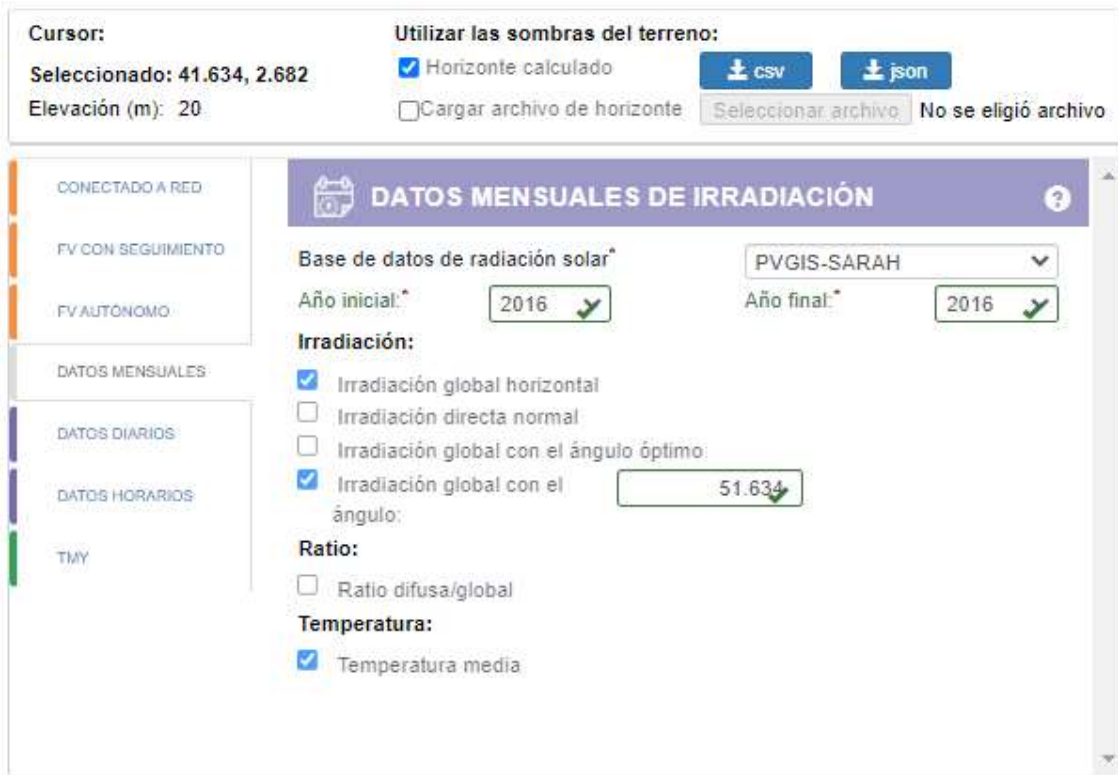 Cursor:
Utilizar las sombras del terreno:
Seleccionado: 41.634, 2.682
Horizonte calculado
csv
json
Elevación (m): 20
Cargar archivo de horizonte
Seleccionar archivo
No se eligió archivo
CONECTADO A RED
FV CON SEGUIMIENTO
FV AUTÓNOMO
DATOS MENSUALES
DATOS DIARIOS
DATOS HORARIOS
TMY
DATOS MENSUALES DE IRRADIACIÓN
?
Base de datos de radiación solar*
PVGIS-SARAH
Año inicial:*
2016
Año final:*
2016
Irradiación:
Irradiación global horizontal
Irradiación directa normal
Irradiación global con el ángulo óptimo
Irradiación global con el
ángulo:
51.634
Ratio:
Ratio difusa/global
Temperatura:
Temperatura media